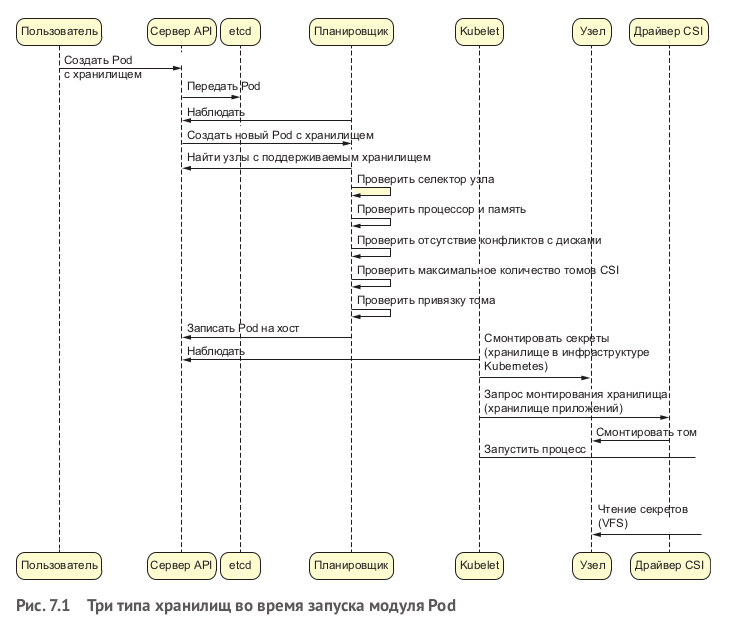 Пользователь Сервер API etcd Планировщик Kubelet Узел Драйвер CSI
Создать Pod
с хранилищем
Передать Pod
Наблюдать
Создать новый Pod с хранилищем
Найти узлы с поддерживаемым хранилищем
Проверить селектор узла
Проверить процессор и память
Проверить отсутствие конфликтов с дисками
Проверить максимальное количество томов CSI
Проверить привязку тома
Записать Pod на хост
Наблюдать
Смонтировать секреты
(хранилище в инфраструктуре
Kubernetes)
Запрос монтирования хранилища
(хранилище приложений)
Смонтировать том
Запустить процесс
Чтение секретов
(VFS)
Пользователь Сервер API etcd Планировщик Kubelet Узел Драйвер CSI
Рис. 7.1 Три типа хранилищ во время запуска модуля Pod